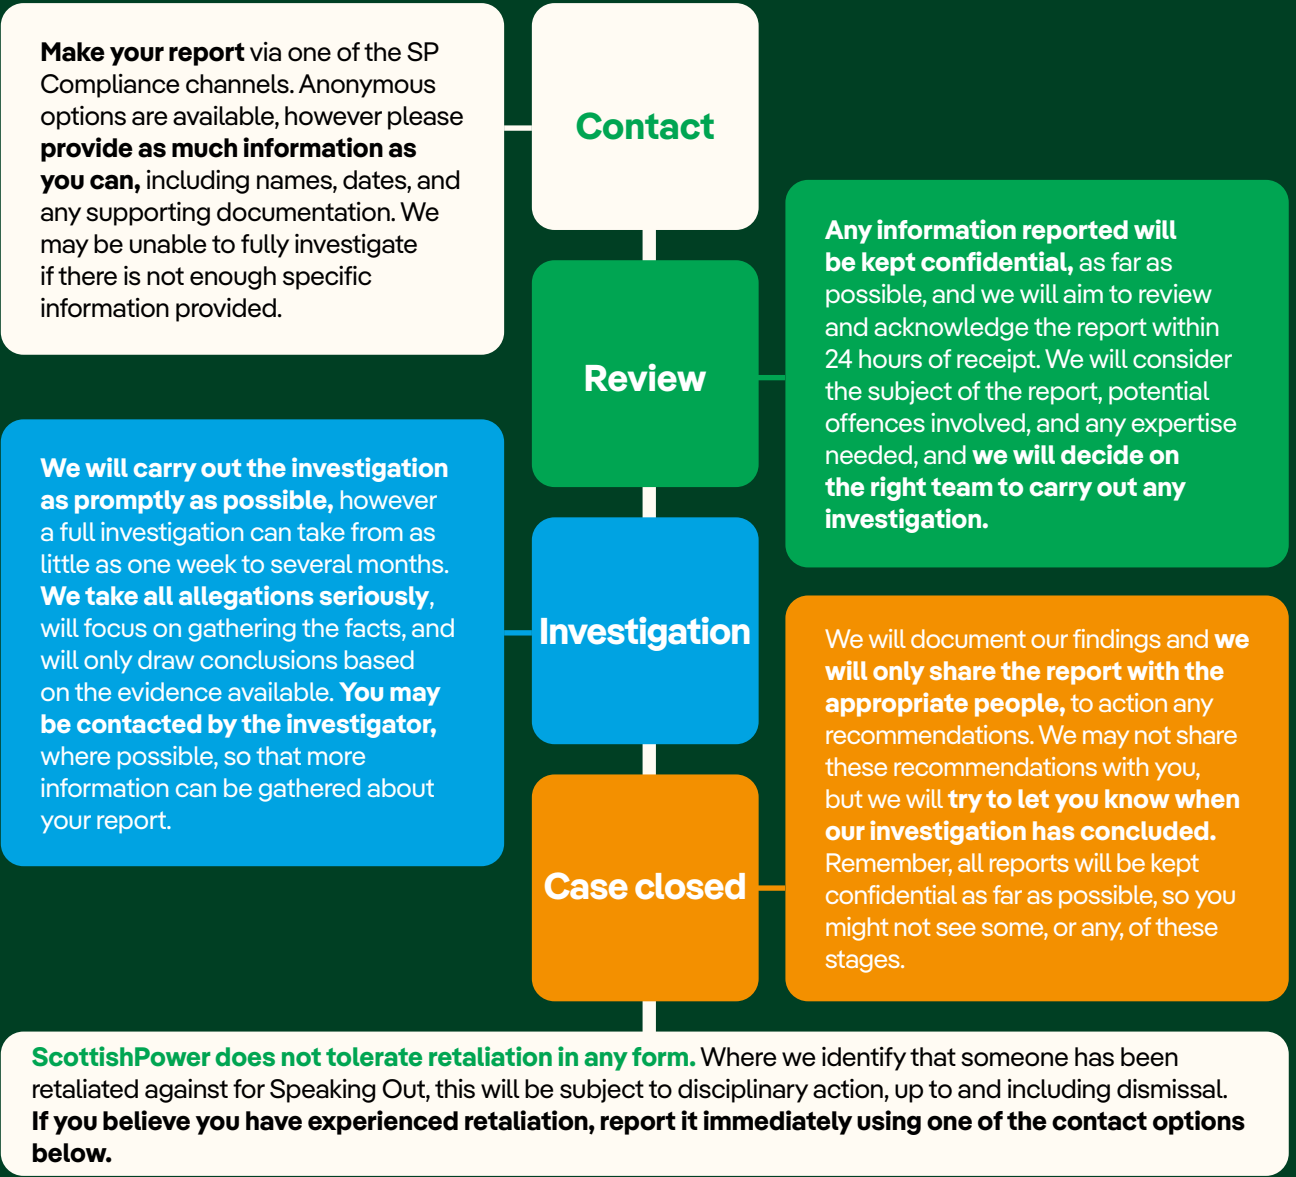 Make your report via one of the SP
Compliance channels. Anonymous
options are available, however please
provide as much information as
you can, including names, dates, and
any supporting documentation. We
may be unable to fully investigate
if there is not enough specific
information provided.
Contact
Review
Any information reported will
be kept confidential, as far as
possible, and we will aim to review
and acknowledge the report within
24 hours of receipt. We will consider
the subject of the report, potential
offences involved, and any expertise
needed, and we will decide on
the right team to carry out any
investigation.
We will carry out the investigation
as promptly as possible, however
a full investigation can take from as
little as one week to several months.
We take all allegations seriously,
will focus on gathering the facts, and
will only draw conclusions based
on the evidence available. You may
be contacted by the investigator,
where possible, so that more
information can be gathered about
your report.
Investigation
Case closed
We will document our findings and we
will only share the report with the
appropriate people, to action any
recommendations. We may not share
these recommendations with you,
but we will try to let you know when
our investigation has concluded.
Remember, all reports will be kept
confidential as far as possible, so you
might not see some, or any, of these
stages.
ScottishPower does not tolerate retaliation in any form. Where we identify that someone has been
retaliated against for Speaking Out, this will be subject to disciplinary action, up to and including dismissal.
If you believe you have experienced retaliation, report it immediately using one of the contact options
below.